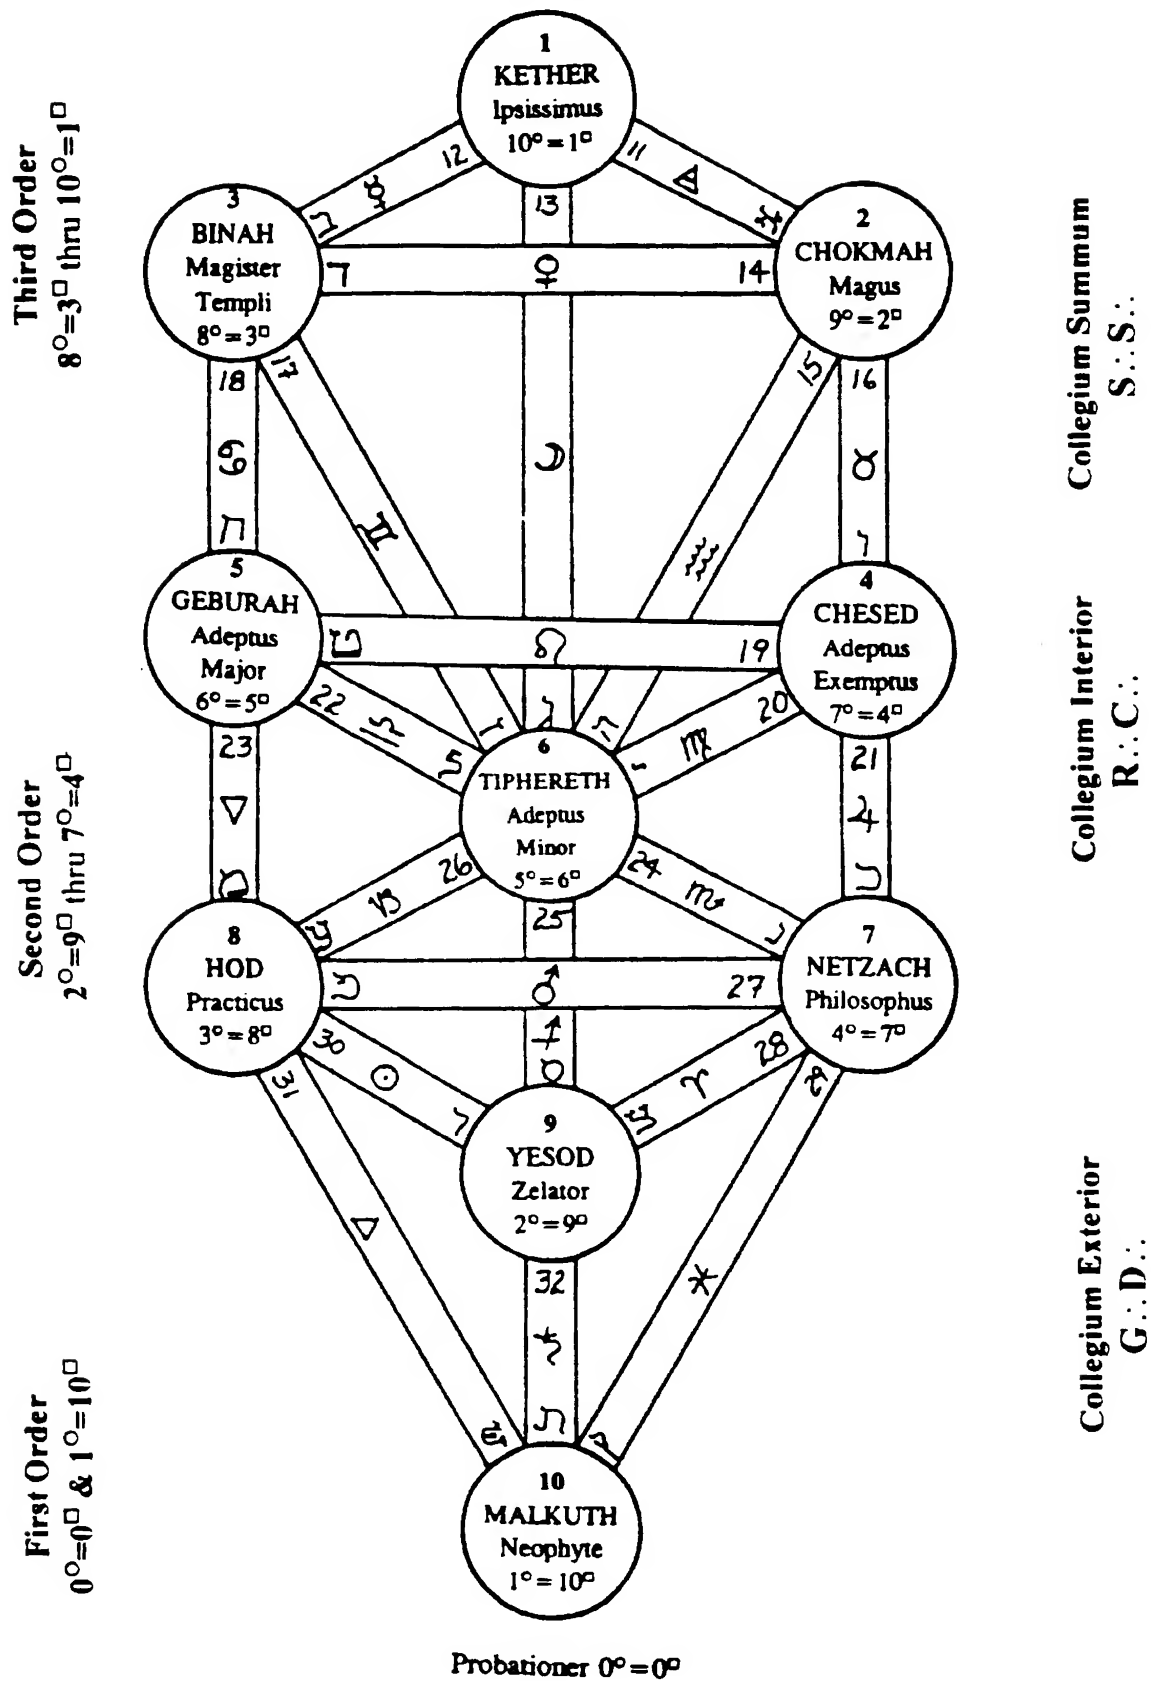 1
KETHER
Ipsissimus
10°=1□
Third Order
8°=3□ thru 10°=1□
12
11
13
3
BINAH
Magister
Templi
8°=3□
2
CHOKMAH
Magus
9°=2□
Collegium Summum
S∴S∴
♀
14
17
18
15
16
♋
☽
♉
♊
♒
5
GEBURAH
Adeptus
Major
6°=5□
4
CHESED
Adeptus
Exemptus
7°=4□
Collegium Interior
R∴C∴
19
22
♎
20
♍
23
21
♃
6
TIPHERETH
Adeptus
Minor
5°=6□
Second Order
2°=9□ thru 7°=4□
26
♑
24
♏
25
8
HOD
Practicus
3°=8□
7
NETZACH
Philosophus
4°=7□
♂
27
30
☉
31
28
♈
29
9
YESOD
Zelator
2°=9□
32
Collegium Exterior
G∴D∴
First Order
0°=0□ & 1°=10□
10
MALKUTH
Neophyte
1°=10□
Probationer 0°=0□